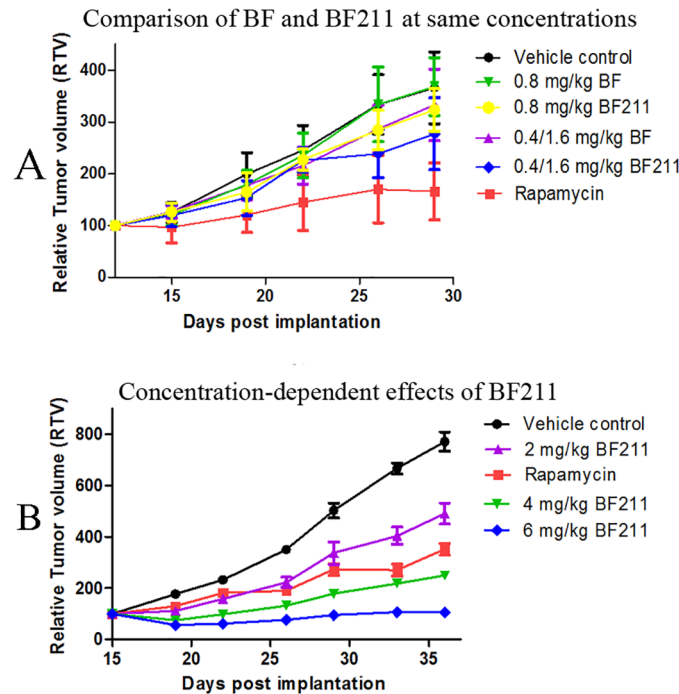 Comparison of BF and BF211 at same concentrations
A
Relative Tumor volume (RTV)
400
300
200
100
0
15
20
25
30
Days post implantation
Vehicle control
0.8 mg/kg BF
0.8 mg/kg BF211
0.4/1.6 mg/kg BF
0.4/1.6 mg/kg BF211
Rapamycin
Concentration-dependent effects of BF211
B
Relative Tumor volume (RTV)
800
600
400
200
0
15
20
25
30
35
Days post implantation
Vehicle control
2 mg/kg BF211
Rapamycin
4 mg/kg BF211
6 mg/kg BF211